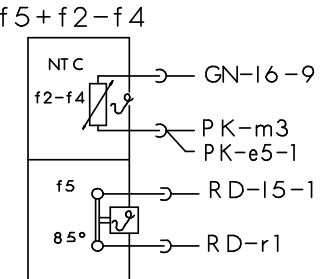 f5+f2-f4
NTC
f2-f4
GN-16-9
PK-m3
PK-e5-1
f5
85°
RD-15-1
RD-r1